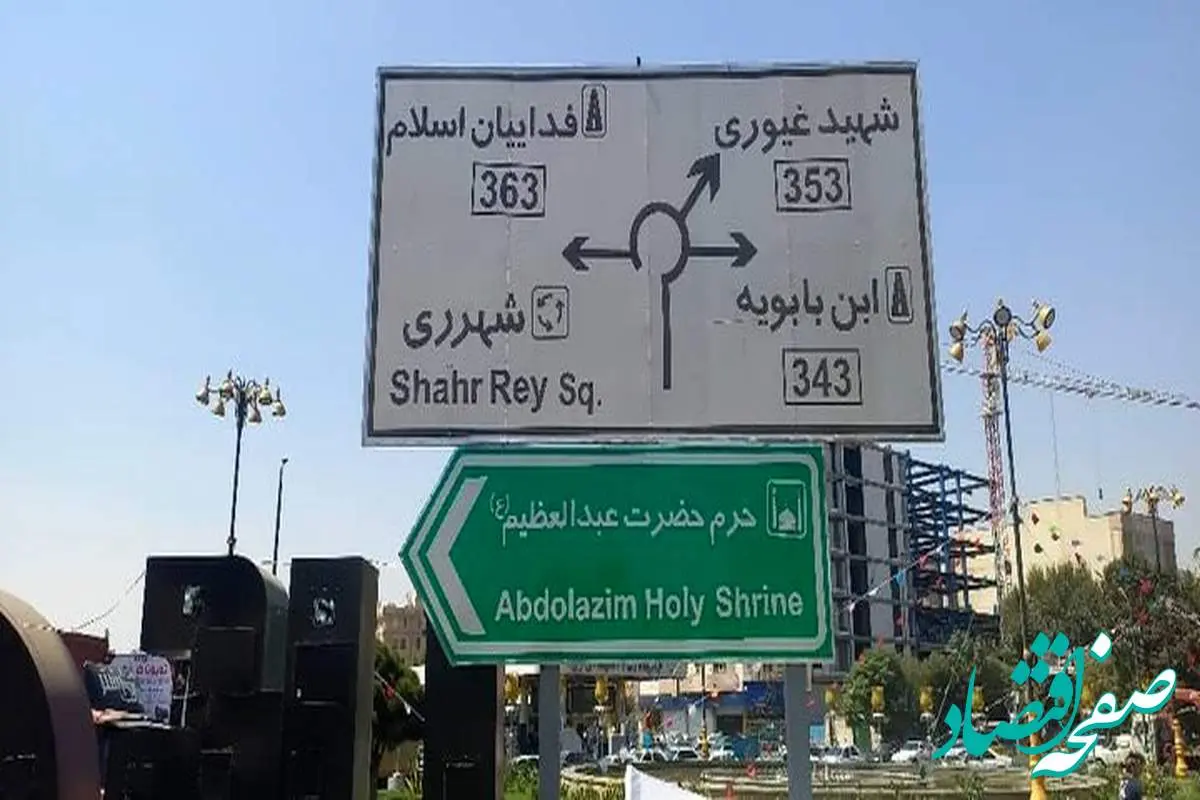 شهید غیوری
353
فداییان اسلام
363
ابن بابویه
343
شهرری
Shahr Rey Sq.
حرم حضرت عبدالعظیم (ع)
Abdolazim Holy Shrine
صفحه اقتصاد